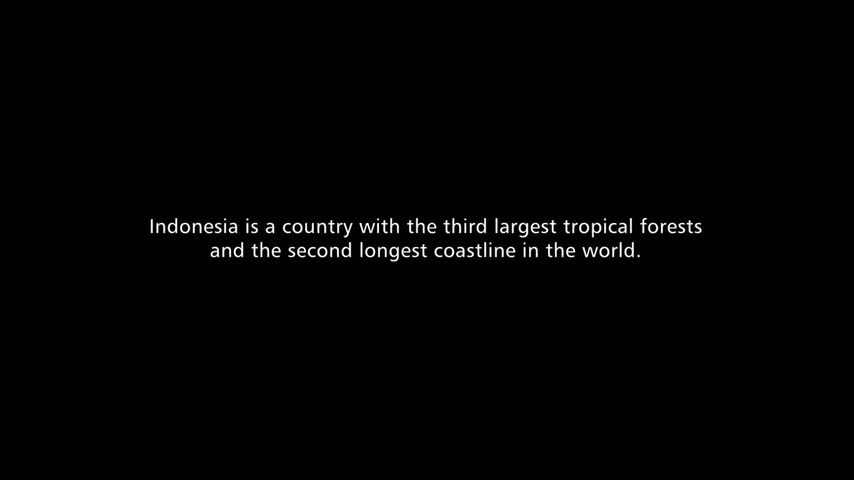 Indonesia is a country with the third largest tropical forests
and the second longest coastline in the world.